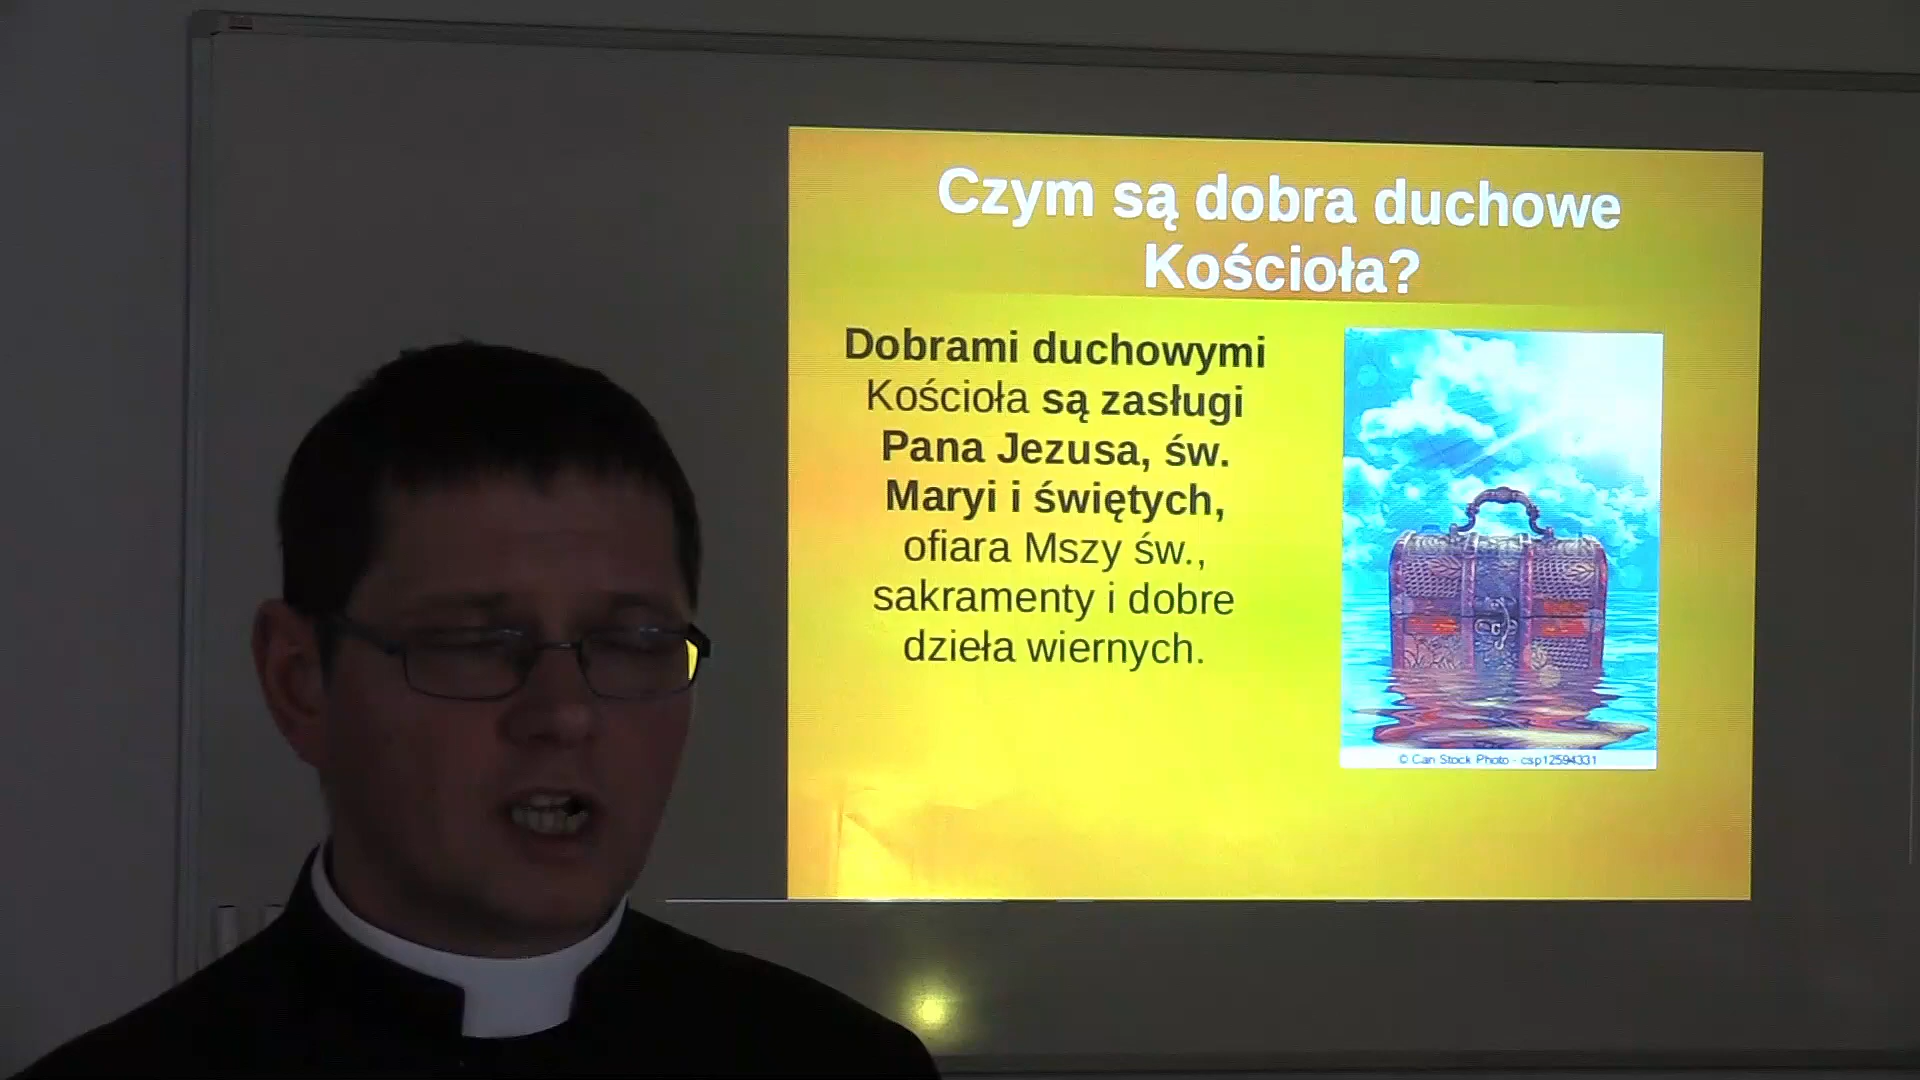 Czym są dobra duchowe
Kościoła?
Dobrami duchowymi
Kościoła są zasługi
Pana Jezusa, św.
Maryi i świętych,
ofiara Mszy św.,
sakramenty i dobre
dzieła wiernych.
© Can Stock Photo - csp12594331